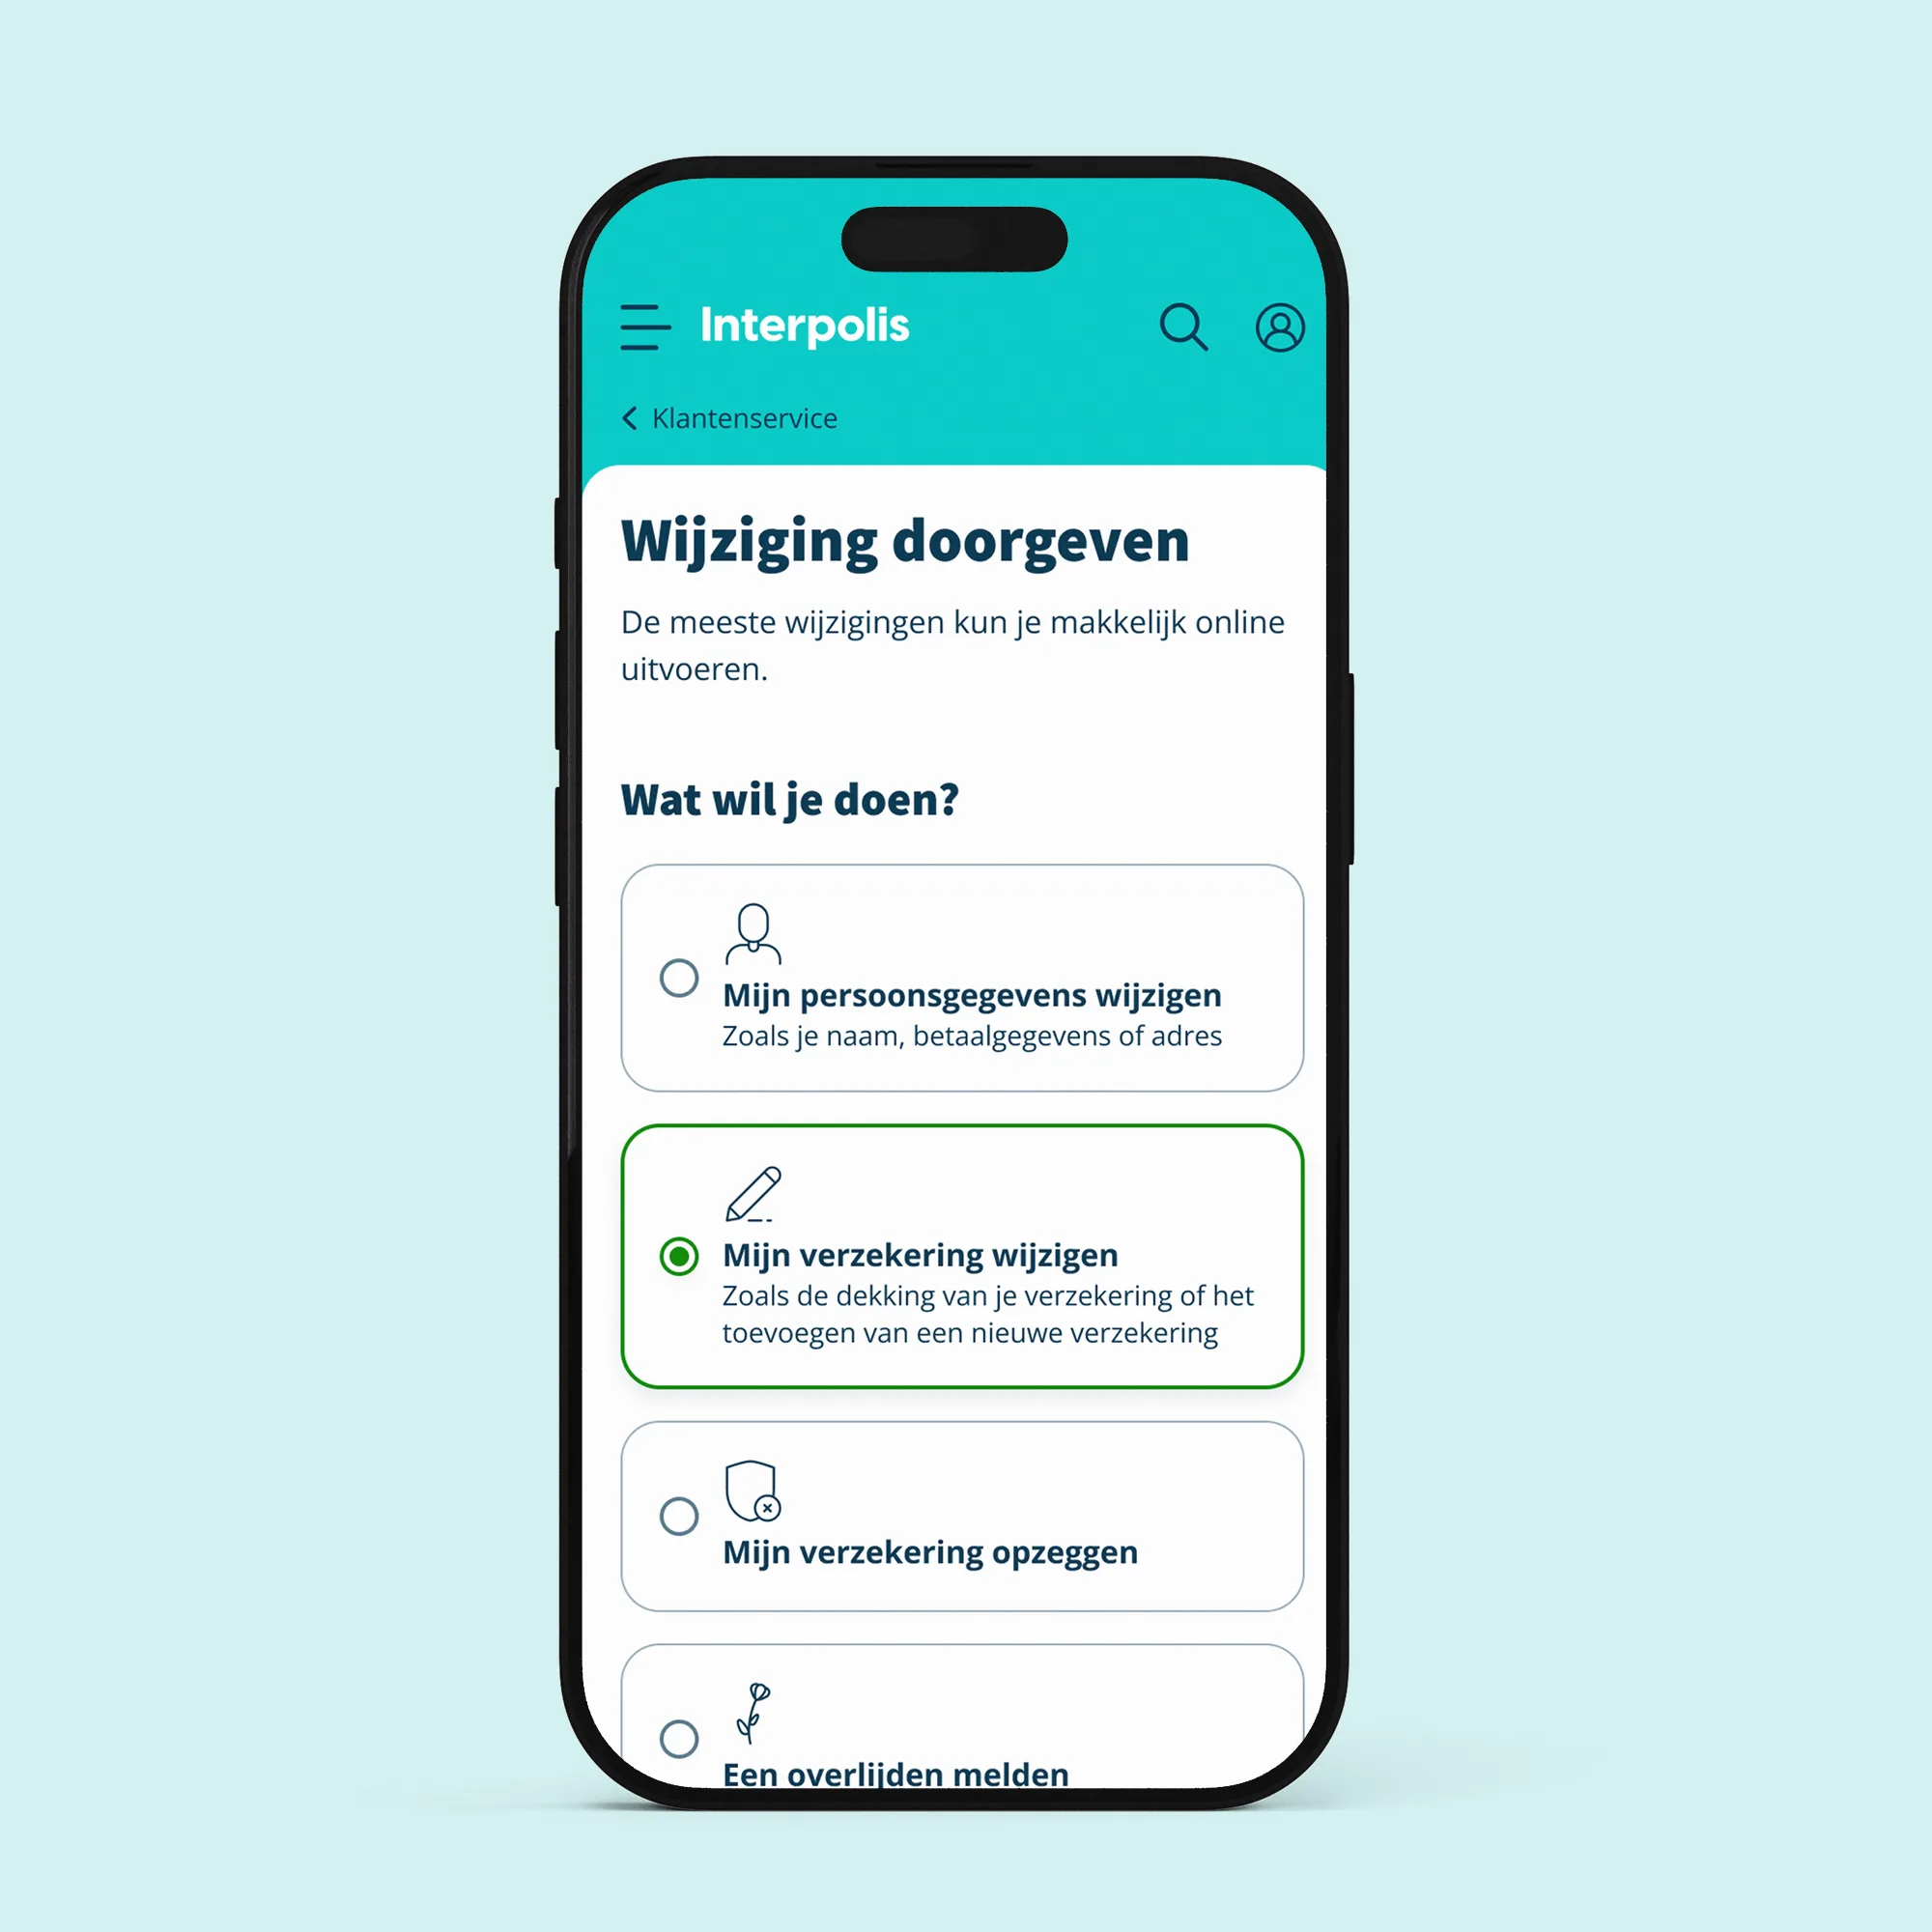 Interpolis
Klantenservice
Wijziging doorgeven
De meeste wijzigingen kun je makkelijk online
uitvoeren.
Wat wil je doen?
Mijn persoonsgegevens wijzigen
Zoals je naam, betaalgegevens of adres
Mijn verzekering wijzigen
Zoals de dekking van je verzekering of het
toevoegen van een nieuwe verzekering
Mijn verzekering opzeggen
Een overlijden melden